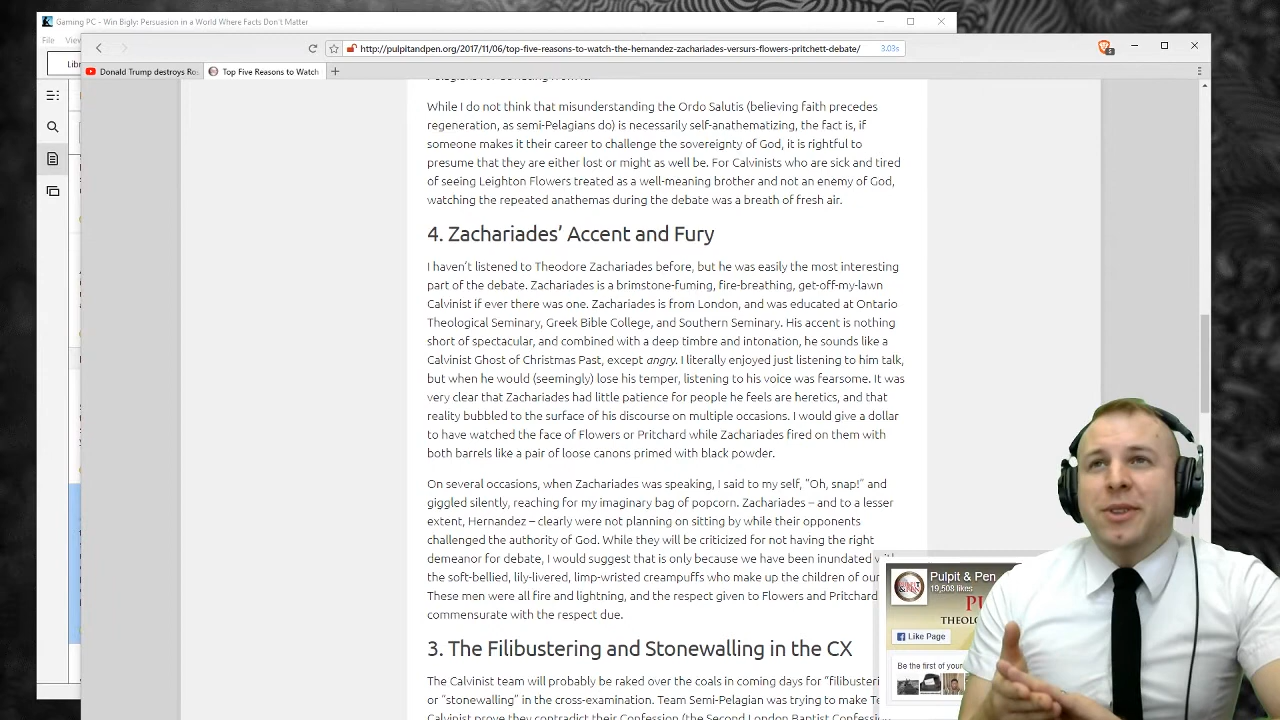 Gaming PC - Win Bigly: Persuasion in a World Where Facts Don't Matter
File
http://pulpitandpen.org/2017/11/06/top-five-reasons-to-watch-the-hernandez-zachariades-versurs-flowers-pritchett-debate/ 3.03s
Donald Trump destroys Ros
Top Five Reasons to Watch
While I do not think that misunderstanding the Ordo Salutis (believing faith precedes
regeneration, as semi-Pelagians do) is necessarily self-anathematizing, the fact is, if
someone makes it their career to challenge the sovereignty of God, it is rightful to
presume that they are either lost or might as well be. For Calvinists who are sick and tired
of seeing Leighton Flowers treated as a well-meaning brother and not an enemy of God,
watching the repeated anathemas during the debate was a breath of fresh air.
4. Zachariades' Accent and Fury
I haven't listened to Theodore Zachariades before, but he was easily the most interesting
part of the debate. Zachariades is a brimstone-fuming, fire-breathing, get-off-my-lawn
Calvinist if ever there was one. Zachariades is from London, and was educated at Ontario
Theological Seminary, Greek Bible College, and Southern Seminary. His accent is nothing
short of spectacular, and combined with a deep timbre and intonation, he sounds like a
Calvinist Ghost of Christmas Past, except angry. I literally enjoyed just listening to him talk,
but when he would (seemingly) lose his temper, listening to his voice was fearsome. It was
very clear that Zachariades had little patience for people he feels are heretics, and that
reality bubbled to the surface of his discourse on multiple occasions. I would give a dollar
to have watched the face of Flowers or Pritchard while Zachariades fired on them with
both barrels like a pair of loose canons primed with black powder.
On several occasions, when Zachariades was speaking, I said to my self, "Oh, snap!" and
giggled silently, reaching for my imaginary bag of popcorn. Zachariades – and to a lesser
extent, Hernandez – clearly were not planning on sitting by while their opponents
challenged the authority of God. While they will be criticized for not having the right
demeanor for debate, I would suggest that is only because we have been inundated with
the soft-bellied, lily-livered, limp-wristed creampuffs who make up the children of our
These men were all fire and lightning, and the respect given to Flowers and Pritchard
commensurate with the respect due.
3. The Filibustering and Stonewalling in the CX
The Calvinist team will probably be raked over the coals in coming days for "filibusteri
or "stonewalling" in the cross-examination. Team Semi-Pelagian was trying to make Te
Calvinist prove they contradict their Confession (the Second London Baptist Confession
Pulpit & Pen
19,508 likes
THEOLO
Like Page
Be the first of your